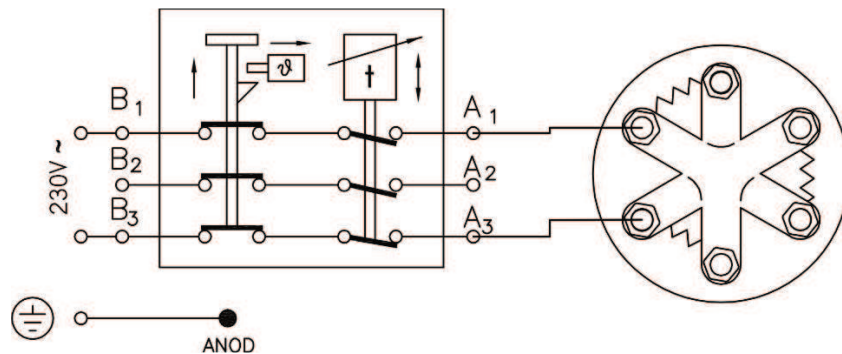 ϑ
t
B1 A1
B2 A2
B3 A3
230V ~
ANOD